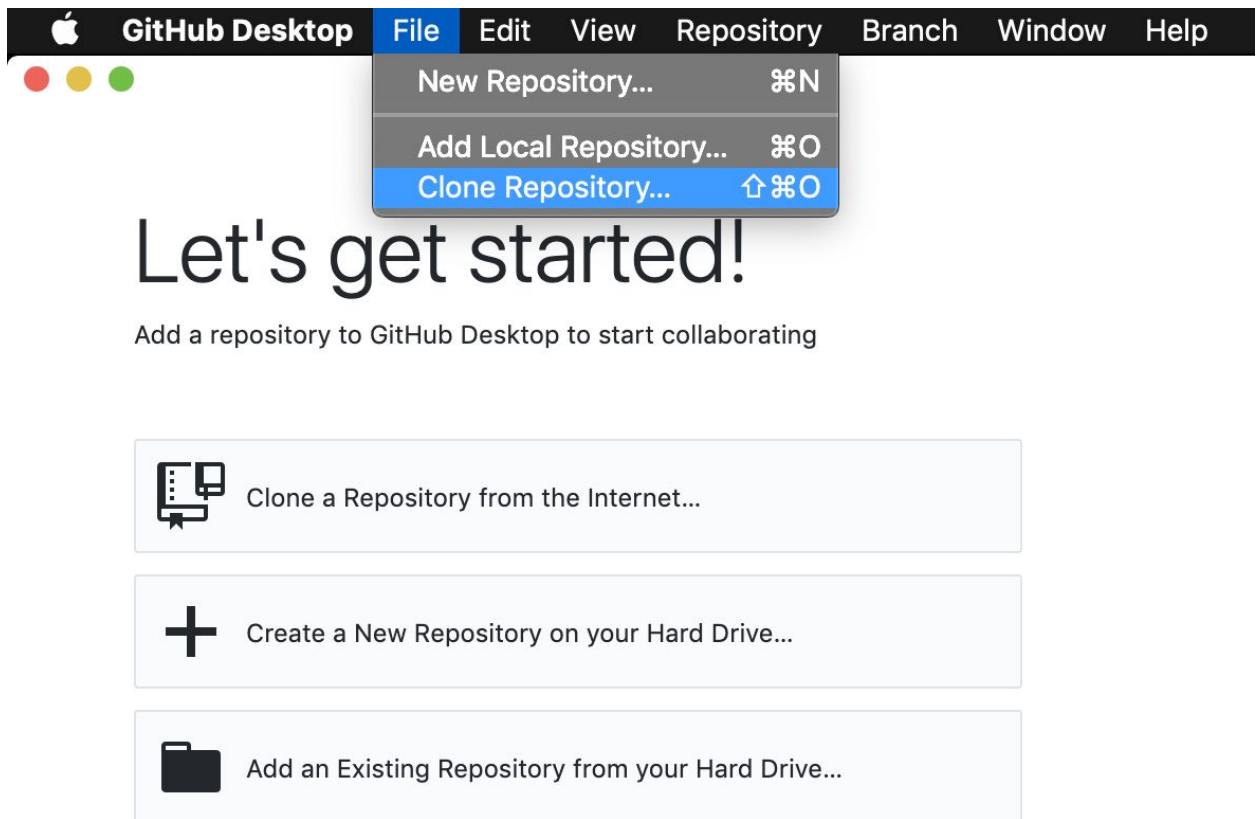 GitHub Desktop File Edit View Repository Branch Window Help
New Repository... ⌘N
Add Local Repository... ⌘O
Clone Repository... ⇧⌘O
Let's get started!
Add a repository to GitHub Desktop to start collaborating
Clone a Repository from the Internet...
Create a New Repository on your Hard Drive...
Add an Existing Repository from your Hard Drive...